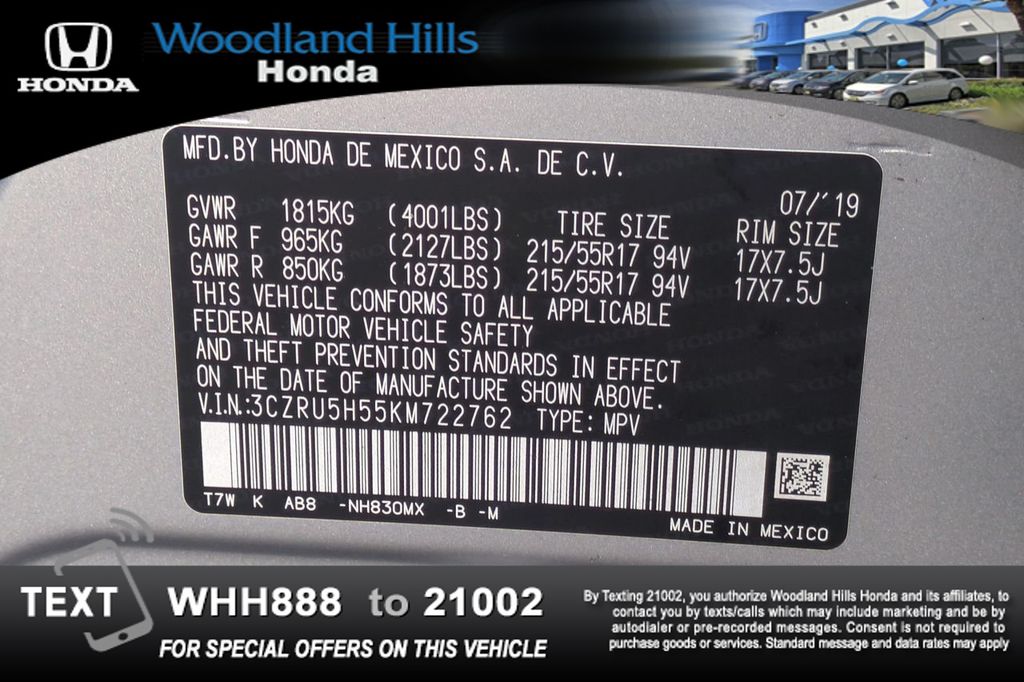 HONDA
Woodland Hills
Honda
MFD.BY HONDA DE MEXICO S.A. DE C.V.
07/'19
GVWR 1815KG (4001LBS) TIRE SIZE RIM SIZE
GAWR F 965KG (2127LBS) 215/55R17 94V 17X7.5J
GAWR R 850KG (1873LBS) 215/55R17 94V 17X7.5J
THIS VEHICLE CONFORMS TO ALL APPLICABLE
FEDERAL MOTOR VEHICLE SAFETY
AND THEFT PREVENTION STANDARDS IN EFFECT
ON THE DATE OF MANUFACTURE SHOWN ABOVE.
V.I.N.:3CZRU5H55KM722762 TYPE: MPV
T7W K AB8 -NH830MX -B -M
MADE IN MEXICO
TEXT WHH888 to 21002
FOR SPECIAL OFFERS ON THIS VEHICLE
By Texting 21002, you authorize Woodland Hills Honda and its affiliates, to
contact you by texts/calls which may include marketing and be by
autodialer or pre-recorded messages. Consent is not required to
purchase goods or services. Standard message and data rates may apply